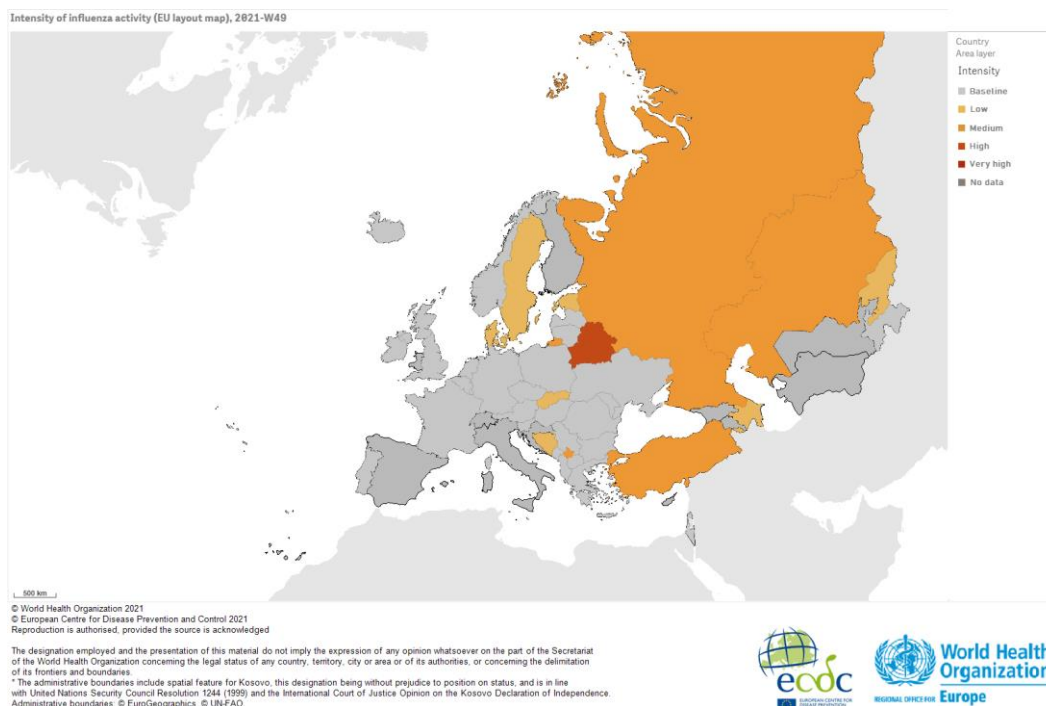 Intensity of influenza activity (EU layout map), 2021-W49
Country
Area layer
Intensity
Baseline
Low
Medium
High
Very high
No data
500 km
© World Health Organization 2021
© European Centre for Disease Prevention and Control 2021
Reproduction is authorised, provided the source is acknowledged
The designation employed and the presentation of this material do not imply the expression of any opinion whatsoever on the part of the Secretariat
of the World Health Organization concerning the legal status of any country, territory, city or area or of its authorities, or concerning the delimitation
of its frontiers and boundaries.
* The administrative boundaries include spatial feature for Kosovo, this designation being without prejudice to position on status, and is in line
with United Nations Security Council Resolution 1244 (1999) and the International Court of Justice Opinion on the Kosovo Declaration of Independence.
Administrative boundaries: © EuroGeographics, © UN-FAO
ecdc
EUROPEAN CENTRE FOR
DISEASE PREVENTION
World Health
Organization
REGIONAL OFFICE FOR Europe